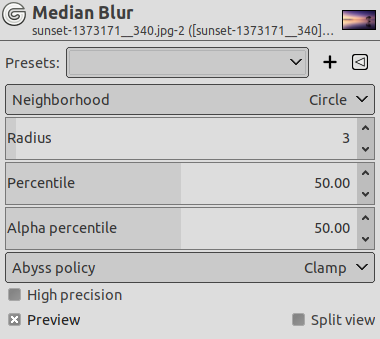 Median Blur
sunset-1373171__340.jpg-2 ([sunset-1373171__340]...
Presets:
Neighborhood Circle
Radius 3
Percentile 50.00
Alpha percentile 50.00
Abyss policy Clamp
High precision
Preview Split view